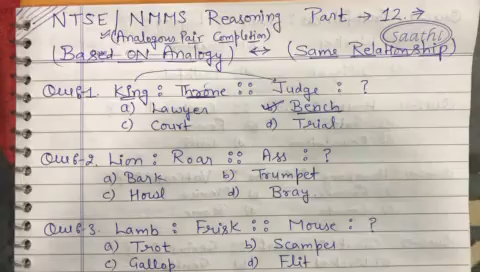 NTSE/NMMS Reasoning Part → 12. →
(Analogous Pair Completion) Saathi
(Based ON Analogy) ↔ (Same Relationship)
Ques-1. King : Throne :: Judge : ?
a) Lawyer b) Bench
c) Court d) Trial
Ques-2. Lion : Roar :: Ass : ?
a) Bark b) Trumpet
c) Howl d) Bray
Ques-3. Lamb : Frisk :: Mouse : ?
a) Trot b) Scamper
c) Gallop d) Flit